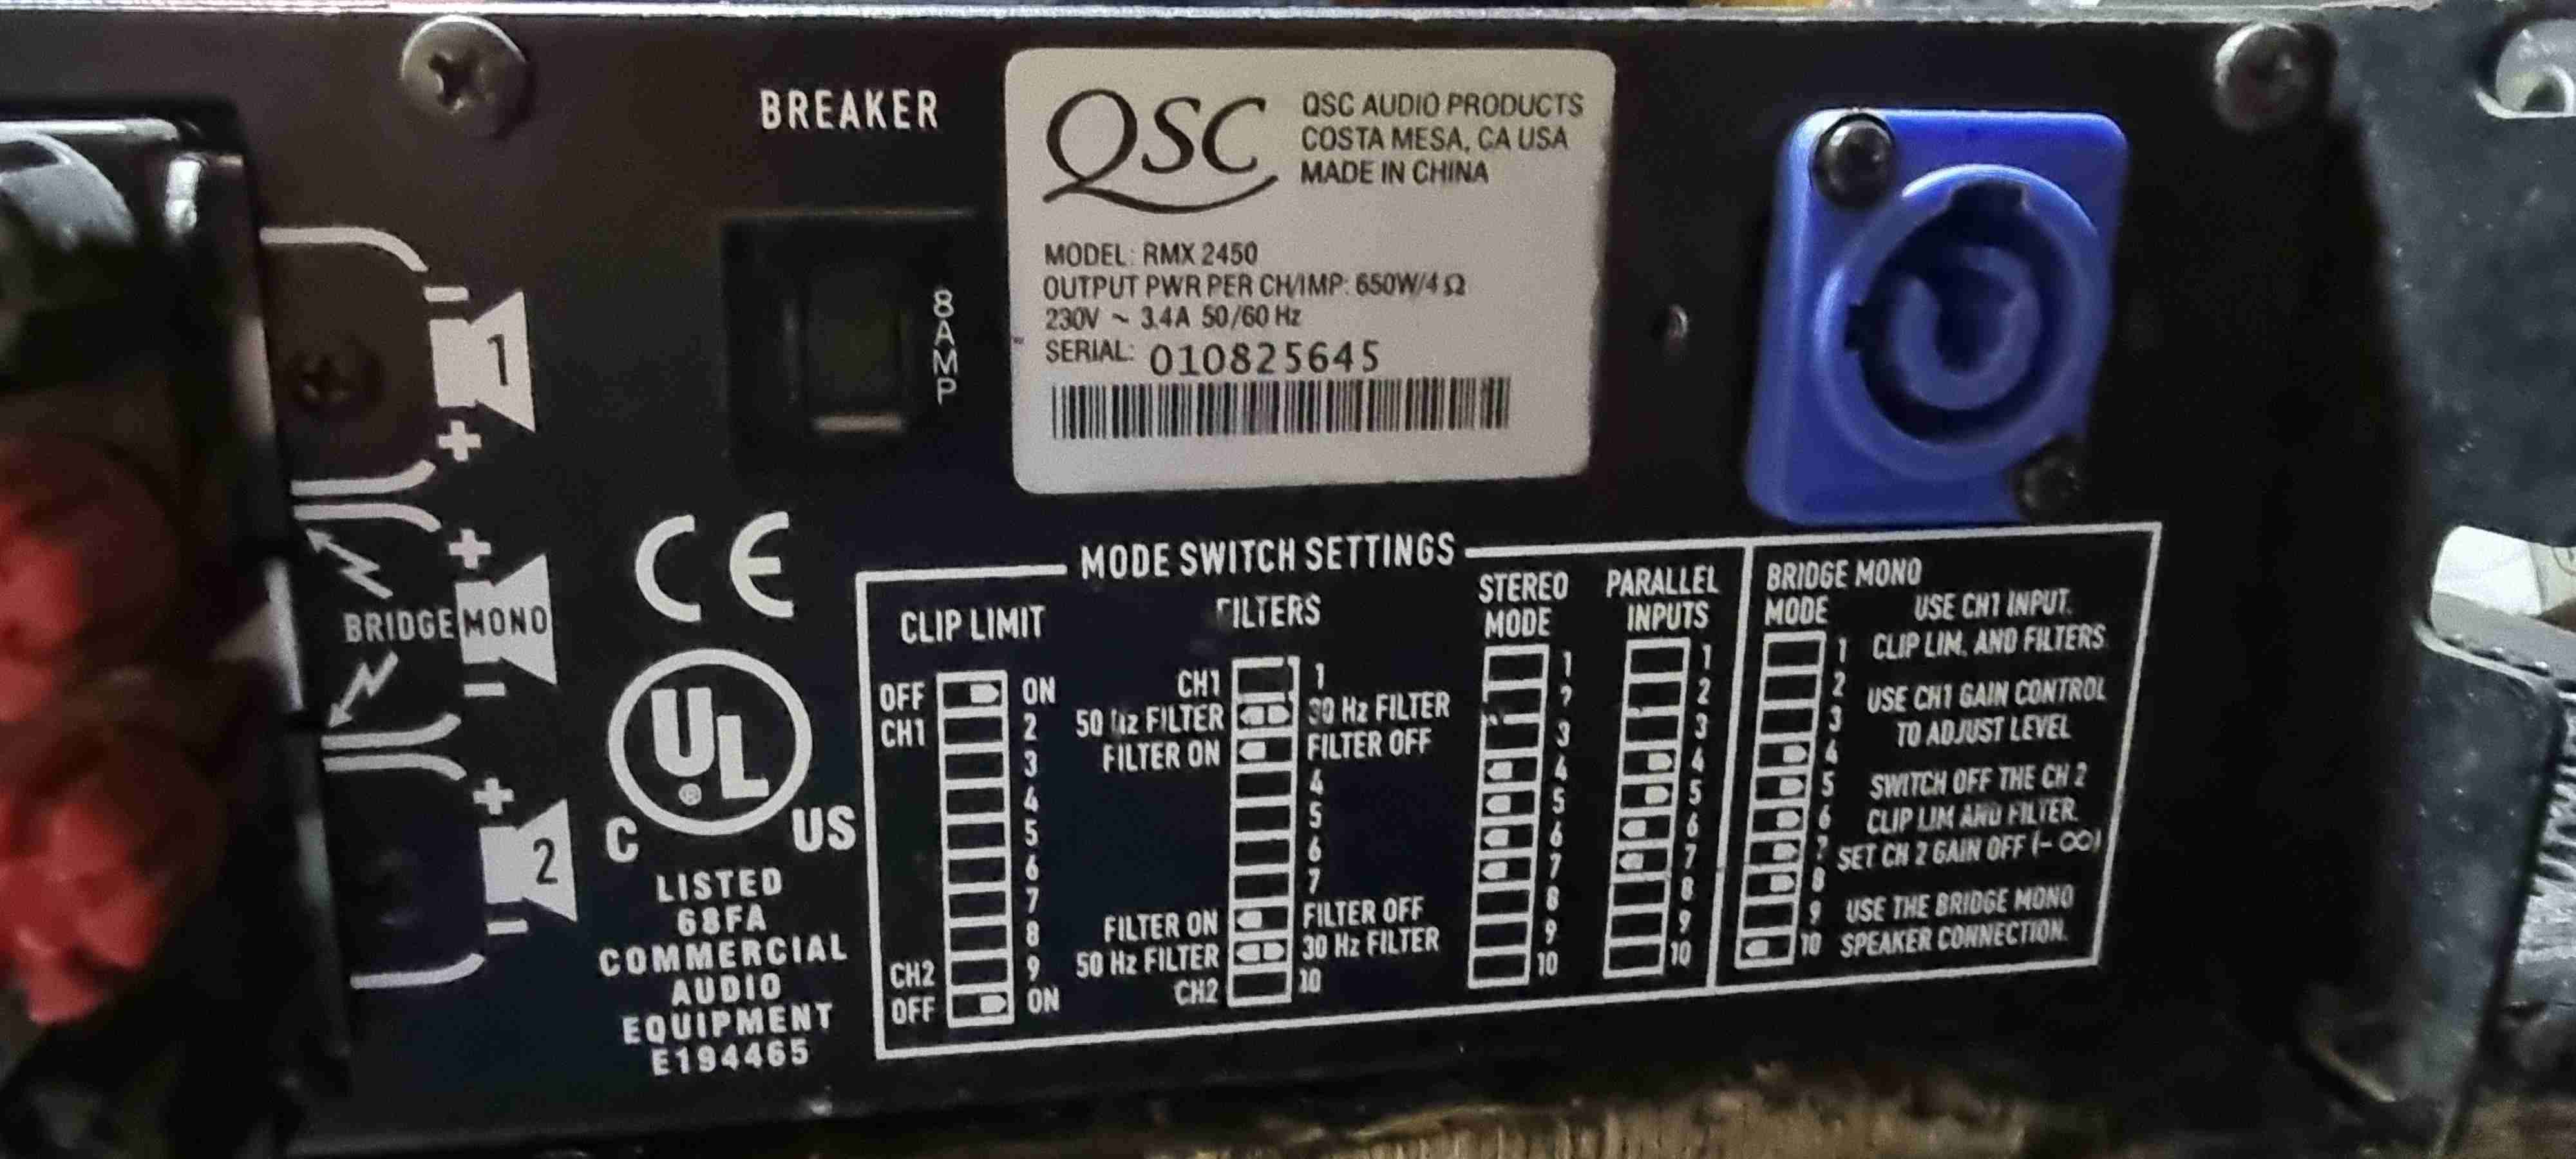 BREAKER
8 AMP
QSC
QSC AUDIO PRODUCTS
COSTA MESA, CA USA
MADE IN CHINA
MODEL: RMX 2450
OUTPUT PWR PER CH/IMP: 650W/4 Ω
230V ~ 3.4A 50/60 Hz
SERIAL: 010825645
- 1 +
+
BRIDGE MONO
-
+
2
-
CE
UL ®
C US
LISTED
68FA
COMMERCIAL
AUDIO
EQUIPMENT
E194465
MODE SWITCH SETTINGS
CLIP LIMIT
OFF ON
CH1 2
3
4
5
6
7
8
CH2 9
OFF ON
FILTERS
CH1 1
50 Hz FILTER 30 Hz FILTER
FILTER ON FILTER OFF
4
5
6
7
FILTER ON FILTER OFF
50 Hz FILTER 30 Hz FILTER
CH2 10
STEREO
MODE
1
2
3
4
5
6
7
8
9
10
PARALLEL
INPUTS
1
2
3
4
5
6
7
8
9
10
BRIDGE MONO
MODE
1
2
3
4
5
6
7
8
9
10
USE CH1 INPUT.
CLIP LIM. AND FILTERS.
USE CH1 GAIN CONTROL
TO ADJUST LEVEL
SWITCH OFF THE CH 2
CLIP LIM AND FILTER.
SET CH 2 GAIN OFF (- ∞)
USE THE BRIDGE MONO
SPEAKER CONNECTION.